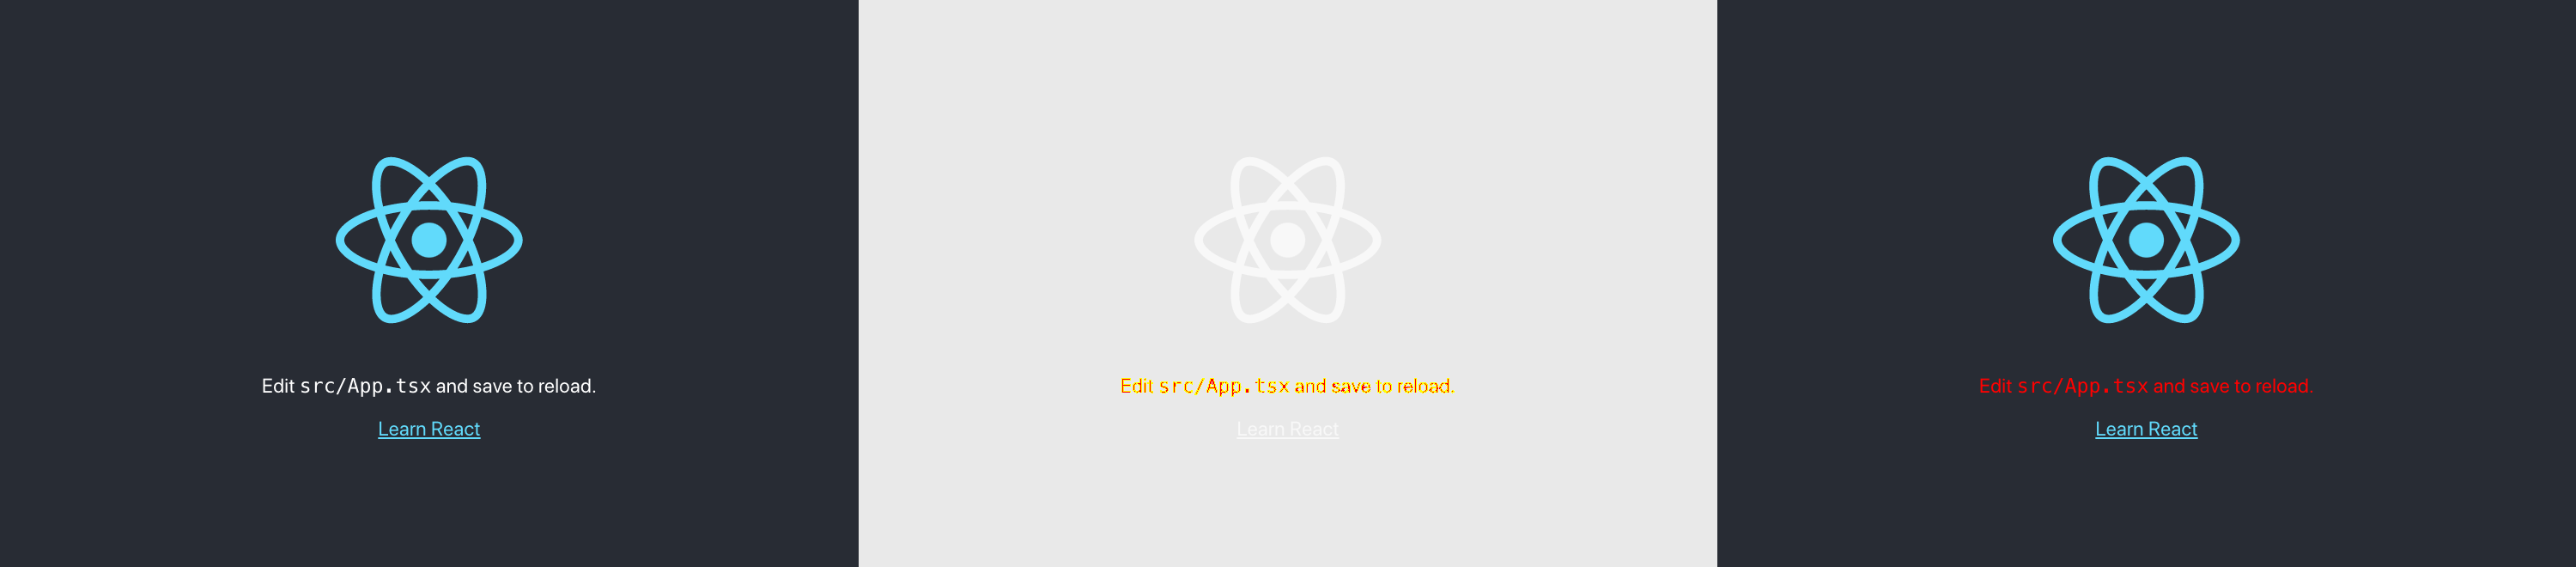 Edit src/App.tsx and save to reload.
Learn React
Edit src/App.tsx and save to reload.
Learn React
Edit src/App.tsx and save to reload.
Learn React